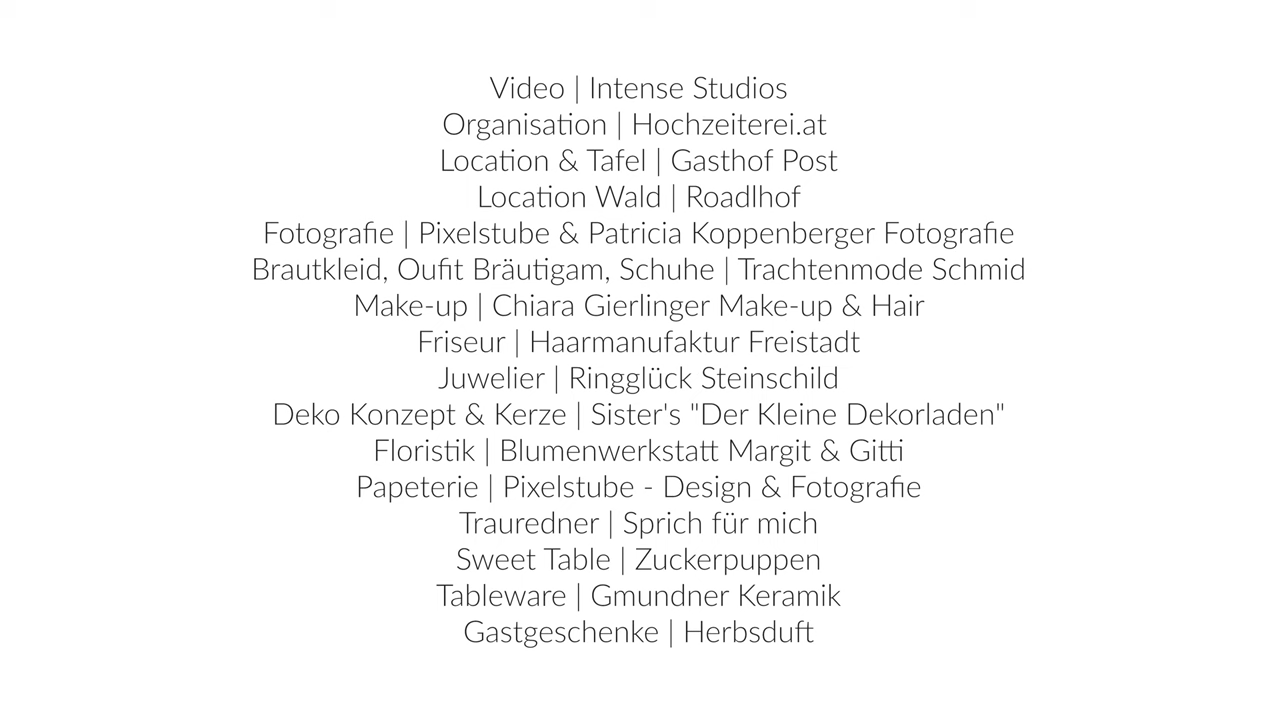 Video | Intense Studios
Organisation | Hochzeiterei.at
Location & Tafel | Gasthof Post
Location Wald | Roadlhof
Fotografie | Pixelstube & Patricia Koppenberger Fotografie
Brautkleid, Oufit Bräutigam, Schuhe | Trachtenmode Schmid
Make-up | Chiara Gierlinger Make-up & Hair
Friseur | Haarmanufaktur Freistadt
Juwelier | Ringglück Steinschild
Deko Konzept & Kerze | Sister's "Der Kleine Dekorladen"
Floristik | Blumenwerkstatt Margit & Gitti
Papeterie | Pixelstube - Design & Fotografie
Trauredner | Sprich für mich
Sweet Table | Zuckerpuppen
Tableware | Gmundner Keramik
Gastgeschenke | Herbsduft